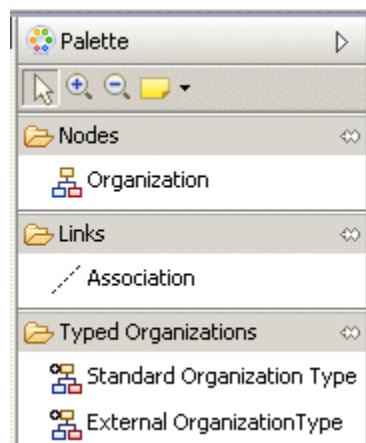 Palette
Nodes
Organization
Links
Association
Typed Organizations
Standard Organization Type
External OrganizationType